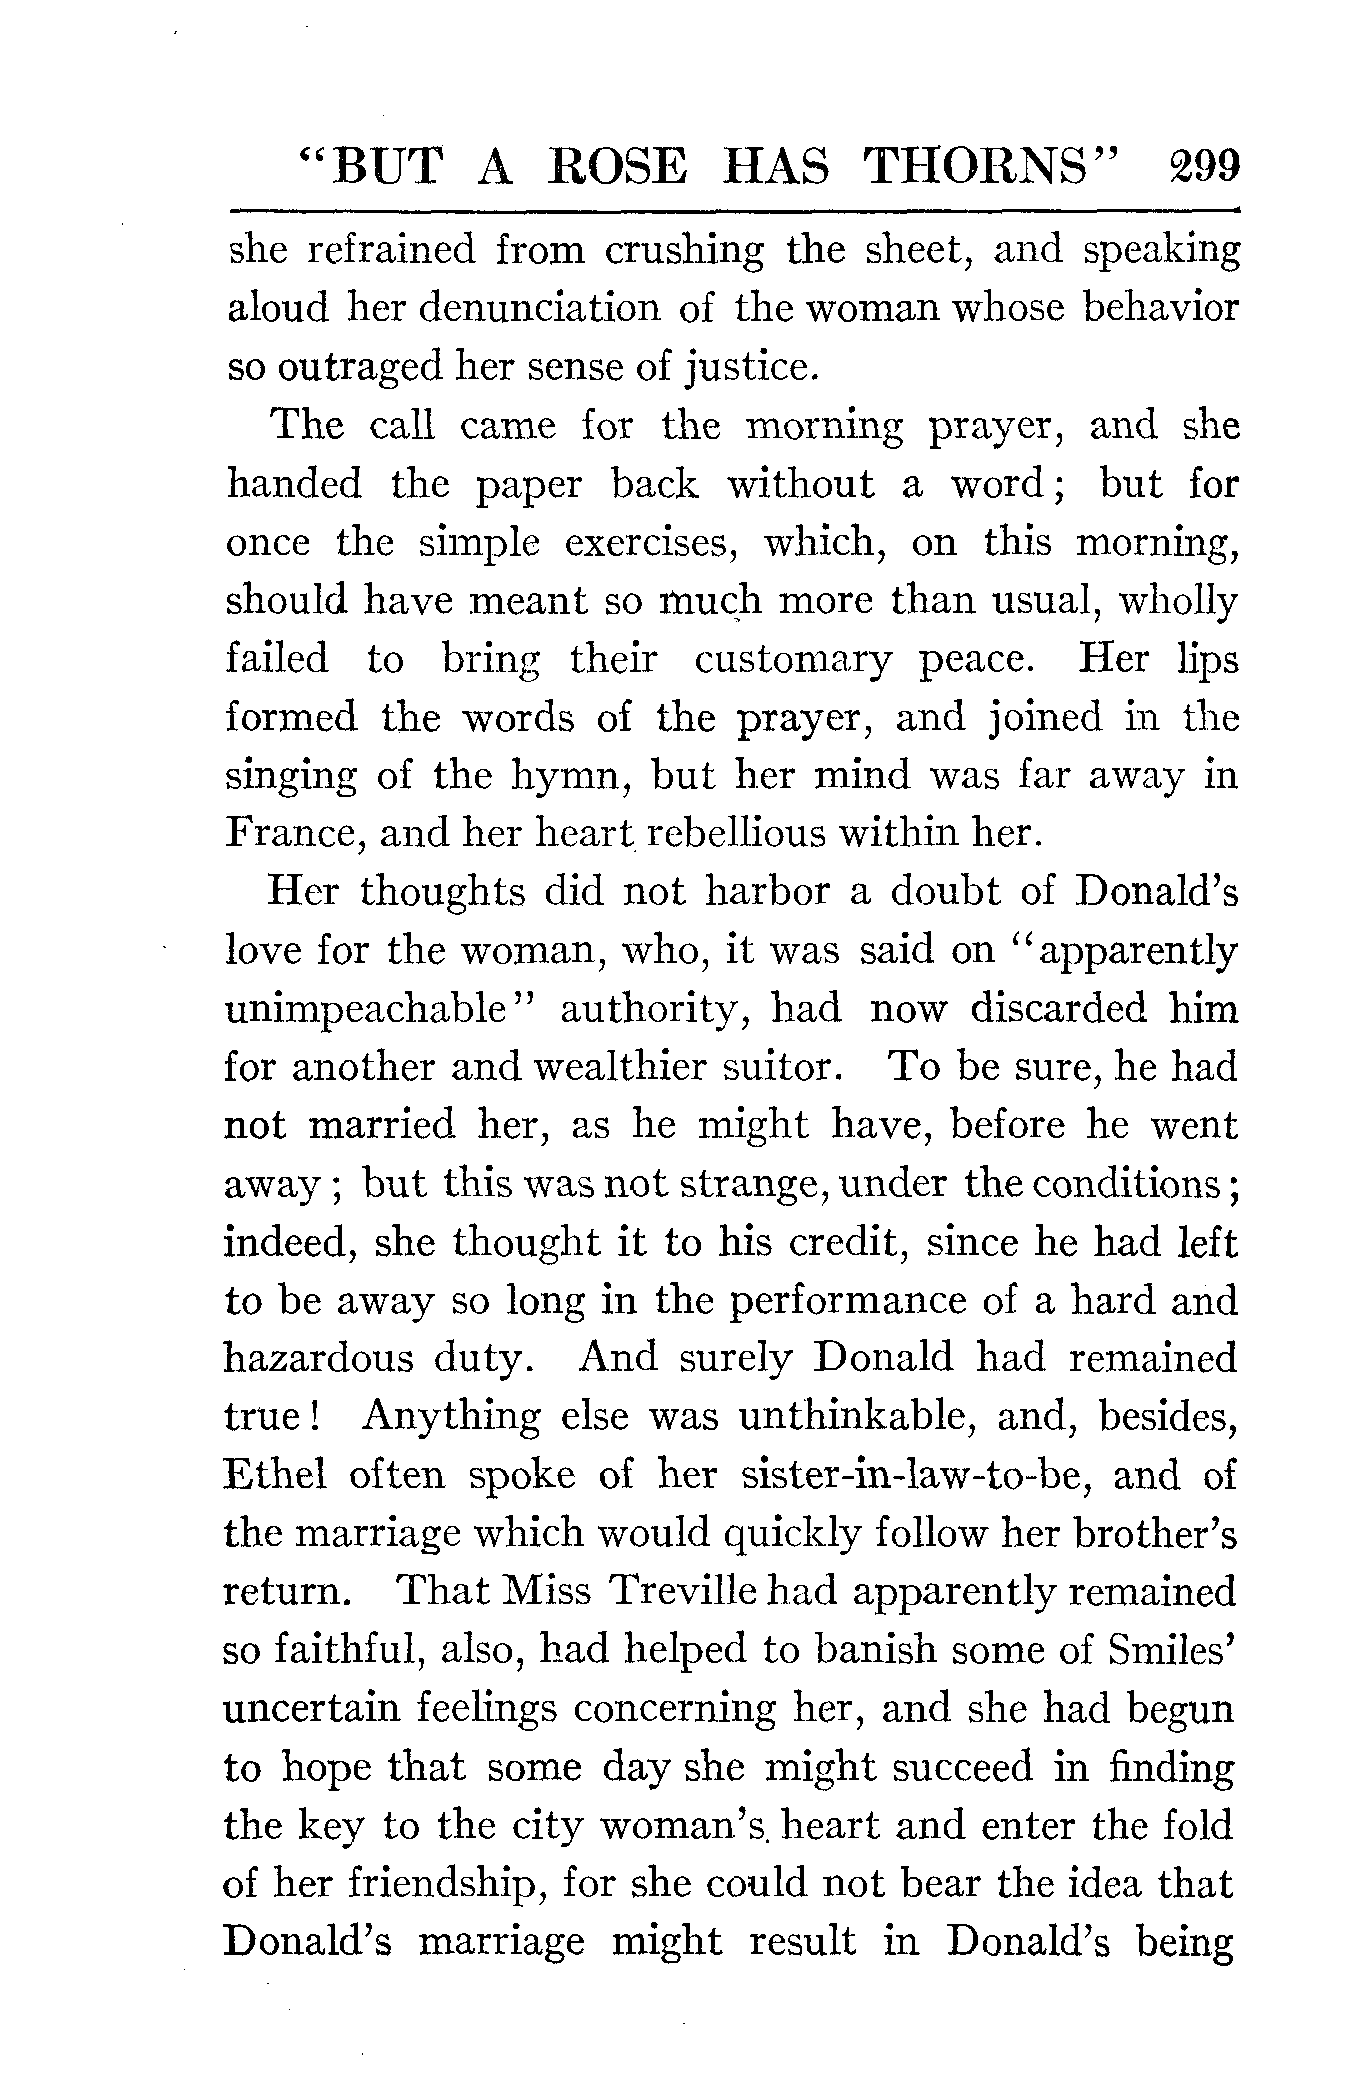 "BUT A ROSE HAS THORNS" 299
she refrained from crushing the sheet, and speaking
aloud her denunciation of the woman whose behavior
so outraged her sense of justice.
The call came for the morning prayer, and she
handed the paper back without a word; but for
once the simple exercises, which, on this morning,
should have meant so much more than usual, wholly
failed to bring their customary peace. Her lips
formed the words of the prayer, and joined in the
singing of the hymn, but her mind was far away in
France, and her heart rebellious within her.
Her thoughts did not harbor a doubt of Donald's
love for the woman, who, it was said on "apparently
unimpeachable" authority, had now discarded him
for another and wealthier suitor. To be sure, he had
not married her, as he might have, before he went
away; but this was not strange, under the conditions;
indeed, she thought it to his credit, since he had left
to be away so long in the performance of a hard and
hazardous duty. And surely Donald had remained
true! Anything else was unthinkable, and, besides,
Ethel often spoke of her sister-in-law-to-be, and of
the marriage which would quickly follow her brother's
return. That Miss Treville had apparently remained
so faithful, also, had helped to banish some of Smiles'
uncertain feelings concerning her, and she had begun
to hope that some day she might succeed in finding
the key to the city woman's heart and enter the fold
of her friendship, for she could not bear the idea that
Donald's marriage might result in Donald's being